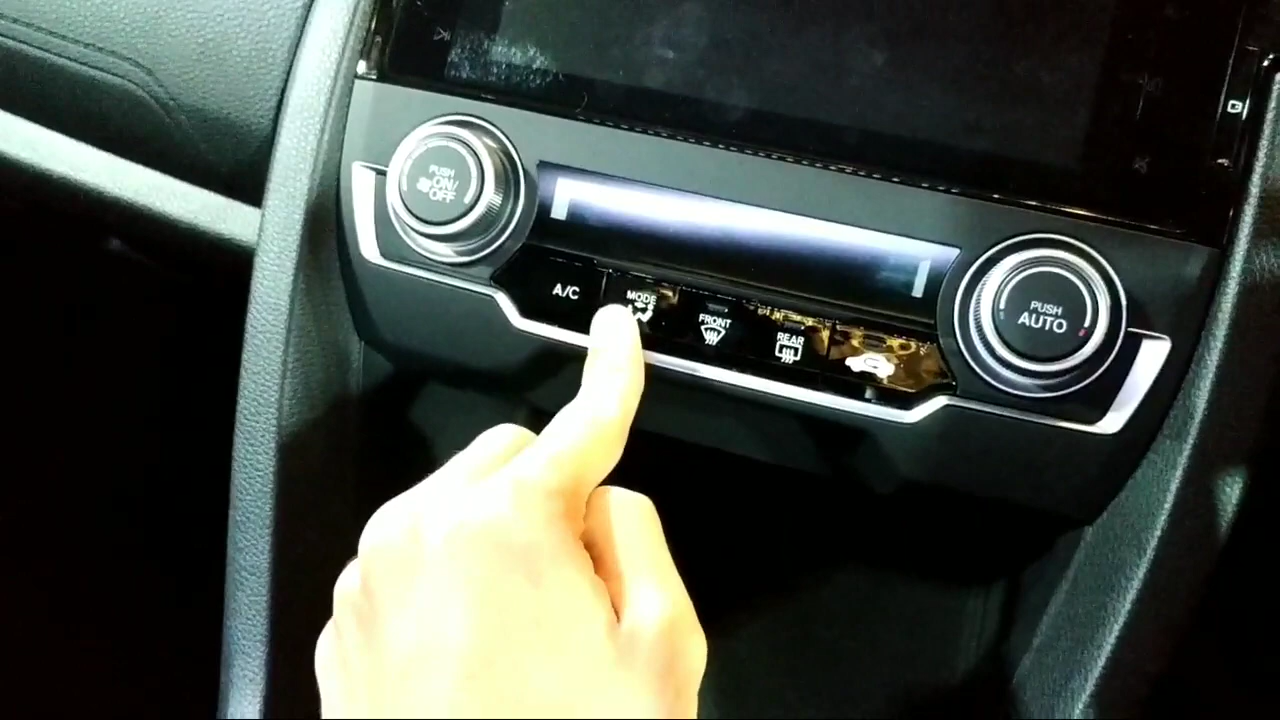 PUSH
ON/
OFF
A/C
MODE
FRONT
REAR
PUSH
AUTO